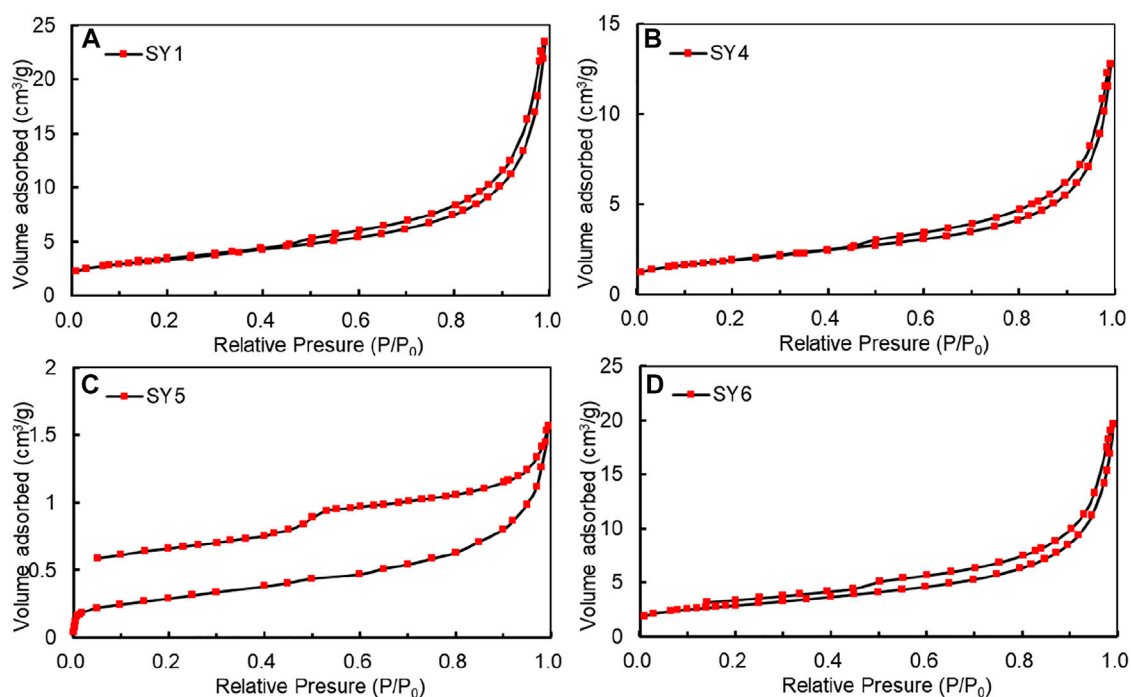 A
SY1
Volume adsorbed (cm³/g)
25
20
15
10
5
0
0.0 0.2 0.4 0.6 0.8 1.0
Relative Presure (P/P₀)
B
SY4
Volume adsorbed (cm³/g)
15
10
5
0
0.0 0.2 0.4 0.6 0.8 1.0
Relative Presure (P/P₀)
C
SY5
Volume adsorbed (cm³/g)
2
1.5
1
0.5
0
0.0 0.2 0.4 0.6 0.8 1.0
Relative Presure (P/P₀)
D
SY6
Volume adsorbed (cm³/g)
25
20
15
10
5
0
0.0 0.2 0.4 0.6 0.8 1.0
Relative Presure (P/P₀)